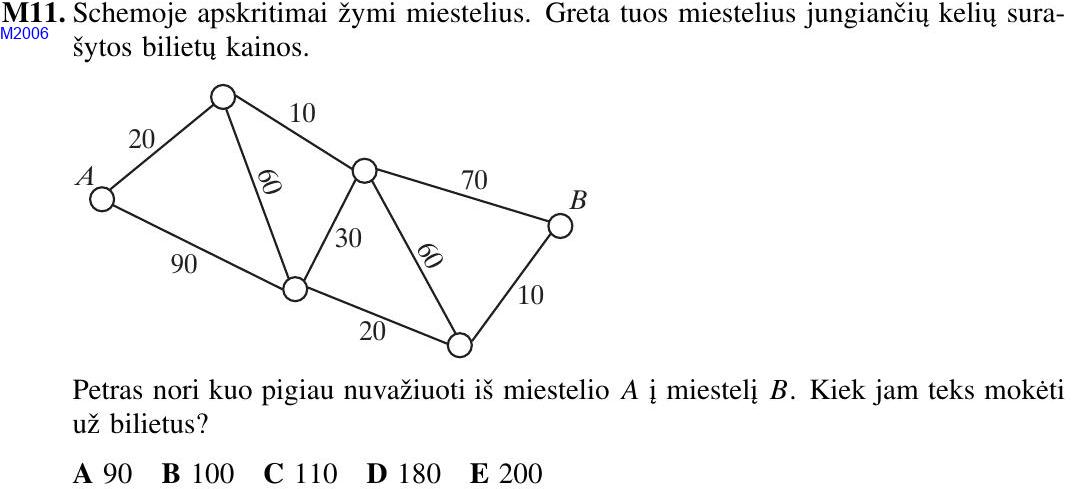 M11. Schemoje apskritimai žymi miestelius. Greta tuos miestelius jungiančių kelių sura-
M2006
šytos bilietų kainos.
10
20
A
60
70
B
30
60
90
10
20
Petras nori kuo pigiau nuvažiuoti iš miestelio A į miestelį B. Kiek jam teks mokėti
už bilietus?
A 90 B 100 C 110 D 180 E 200